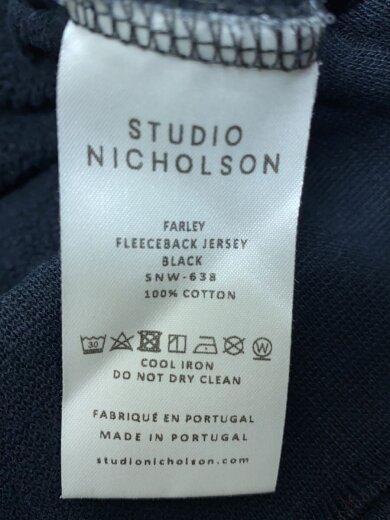 STUDIO
NICHOLSON
FARLEY
FLEECEBACK JERSEY
BLACK
SNW-638
100% COTTON
30 W
COOL IRON
DO NOT DRY CLEAN
FABRIQUÉ EN PORTUGAL
MADE IN PORTUGAL
studionicholson.com